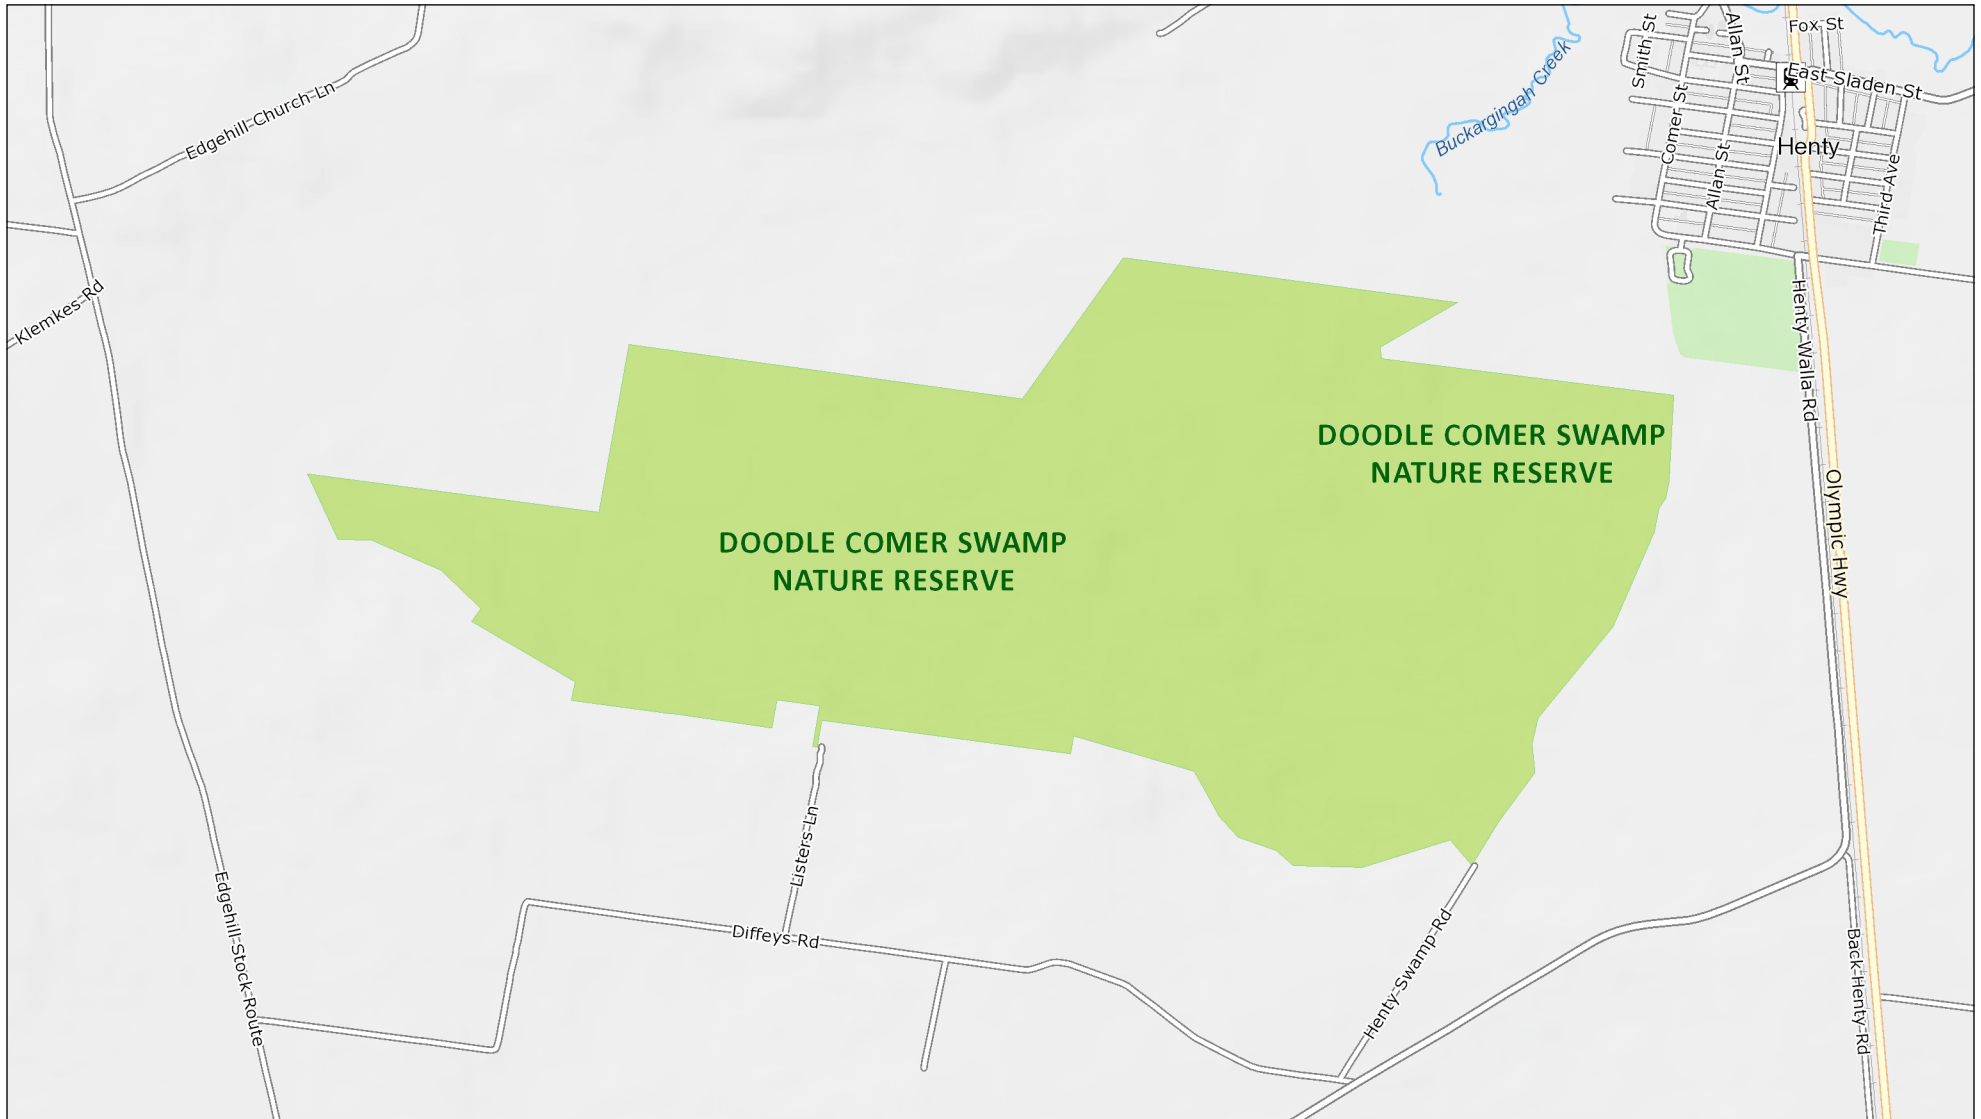 Fox St
Smith St
Allan St
East Sladen St
Edgehill Church Ln
Buckargingah Creek
Comer St
Henty
Allan St
Third Ave
Klemkes Rd
Henty Walla Rd
DOODLE COMER SWAMP
NATURE RESERVE
Olympic Hwy
DOODLE COMER SWAMP
NATURE RESERVE
Listers Ln
Edgehill Stock Route
Diffeys Rd
Henty Swamp Rd
Back Henty Rd